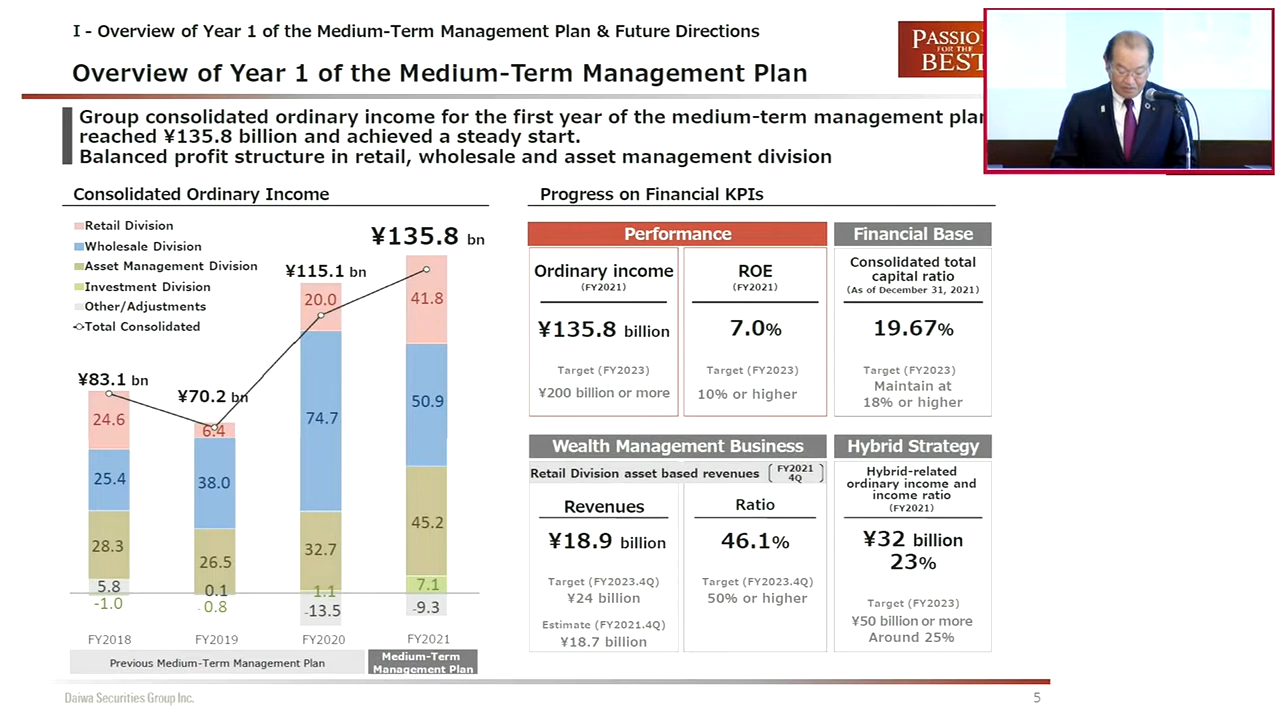 I - Overview of Year 1 of the Medium-Term Management Plan & Future Directions
PASSIO
FOR THE
BEST
Overview of Year 1 of the Medium-Term Management Plan
Group consolidated ordinary income for the first year of the medium-term management plan
reached ¥135.8 billion and achieved a steady start.
Balanced profit structure in retail, wholesale and asset management division
Consolidated Ordinary Income
Retail Division
Wholesale Division
Asset Management Division
Investment Division
Other/Adjustments
Total Consolidated
¥83.1 bn
¥70.2 bn
¥115.1 bn
¥135.8 bn
24.6
25.4
28.3
5.8
-1.0
6.4
38.0
26.5
0.1
-0.8
20.0
74.7
32.7
1.1
-13.5
41.8
50.9
45.2
7.1
-9.3
FY2018
FY2019
FY2020
FY2021
Previous Medium-Term Management Plan
Medium-Term
Management Plan
Progress on Financial KPIs
Performance
Ordinary income
(FY2021)
¥135.8 billion
Target (FY2023)
¥200 billion or more
ROE
(FY2021)
7.0%
Target (FY2023)
10% or higher
Financial Base
Consolidated total
capital ratio
(As of December 31, 2021)
19.67%
Target (FY2023)
Maintain at
18% or higher
Wealth Management Business
Retail Division asset based revenues
FY2021
4Q
Revenues
¥18.9 billion
Target (FY2023.4Q)
¥24 billion
Estimate (FY2021.4Q)
¥18.7 billion
Ratio
46.1%
Target (FY2023.4Q)
50% or higher
Hybrid Strategy
Hybrid-related
ordinary income and
income ratio
(FY2021)
¥32 billion
23%
Target (FY2023)
¥50 billion or more
Around 25%
Daiwa Securities Group Inc.
5